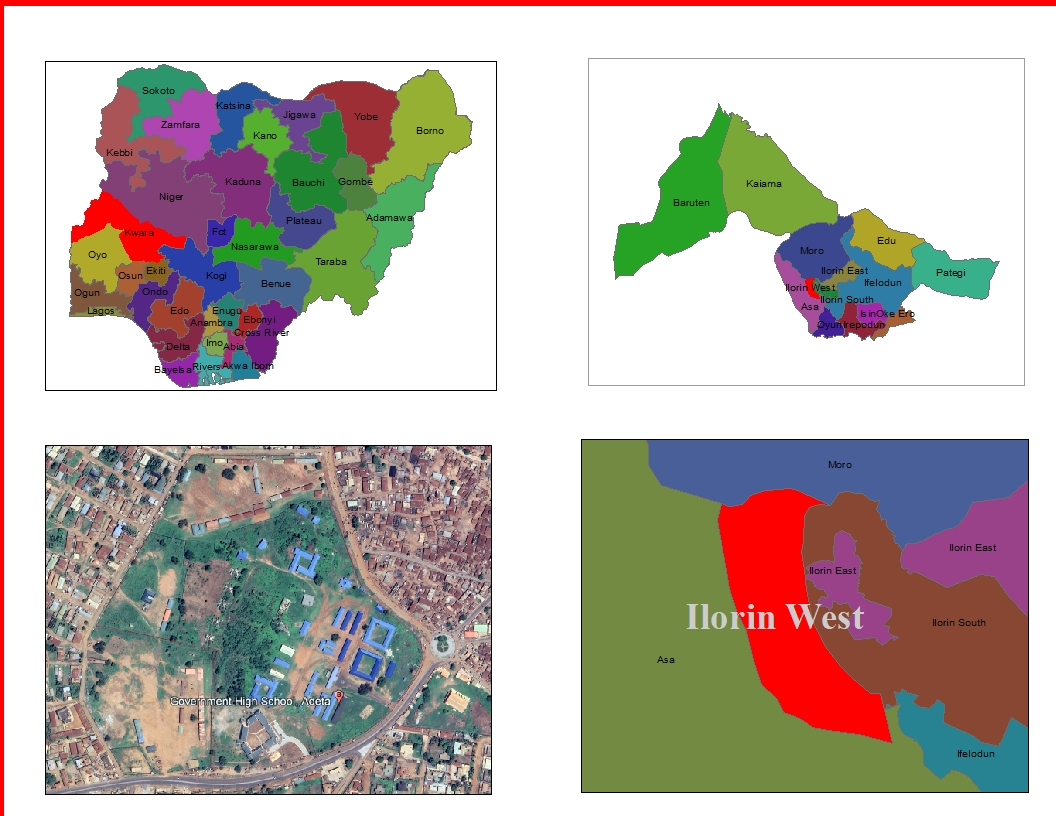 Sokoto
Katsina
Jigawa
Yobe
Zamfara
Kano
Borno
Kebbi
Kaduna
Bauchi
Gombe
Niger
Adamawa
Plateau
Kwara
Fct
Nasarawa
Oyo
Taraba
Osun
Ekiti
Kogi
Benue
Ogun
Ondo
Lagos
Edo
Enugu
Anambra
Ebonyi
Cross River
Delta
Imo
Abia
Bayelsa
Rivers
Akwa Ibom
Kaiama
Baruten
Edu
Moro
Ilorin East
Pategi
Ifelodun
Ilorin West
Ilorin South
Asa
Isin
Oke Ero
Oyun
Irepodun
Government High School, Adeta
Moro
Ilorin East
Ilorin East
Ilorin West
Ilorin South
Asa
Ifelodun